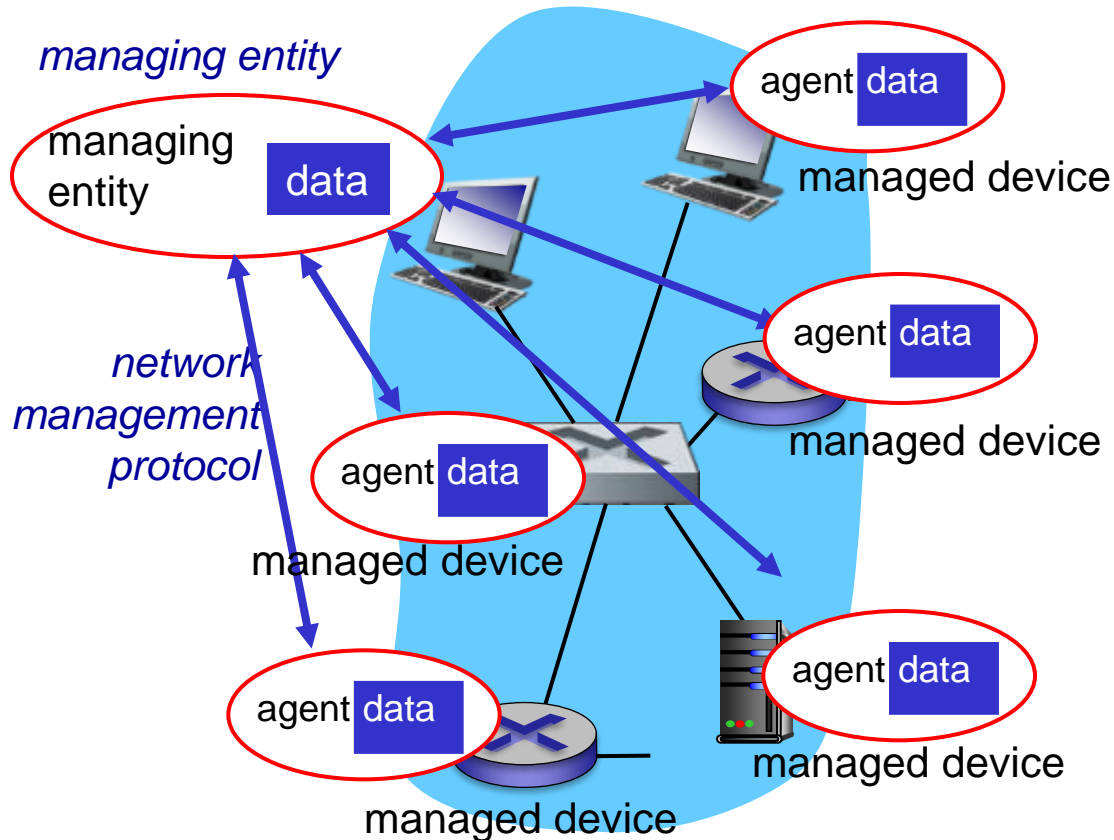 managing entity
managing
entity
data
agent data
managed device
agent data
managed device
network
management
protocol
agent data
managed device
agent data
managed device
agent data
managed device